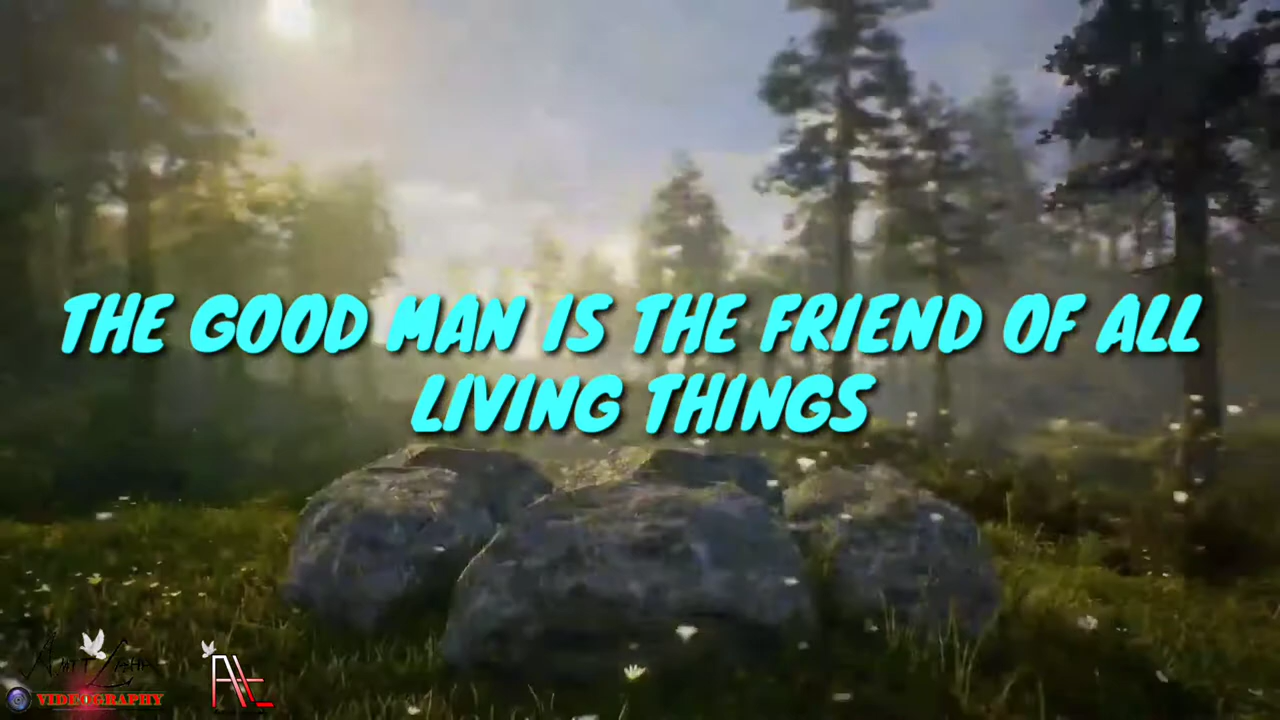 THE GOOD MAN IS THE FRIEND OF ALL
LIVING THINGS
VIDEOGRAPHY